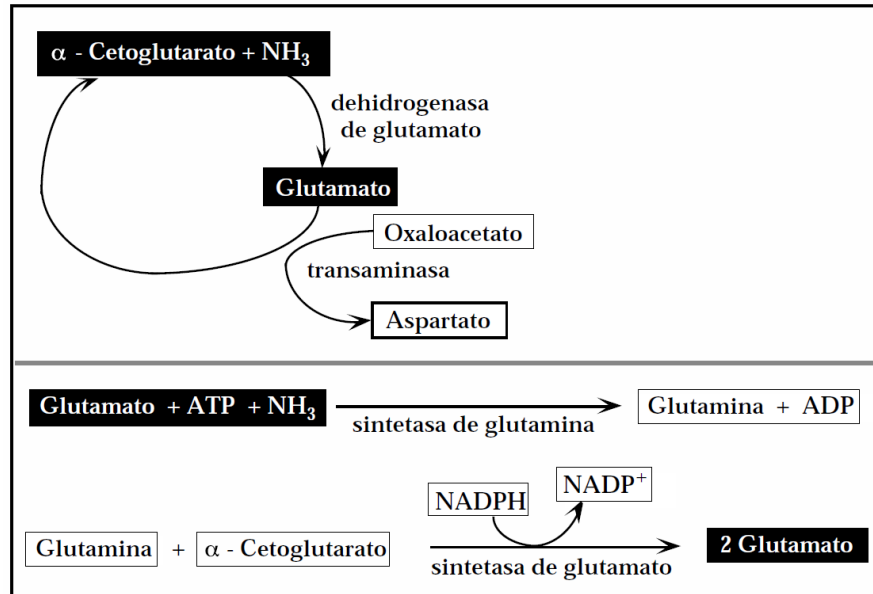 α - Cetoglutarato + NH₃
dehidrogenasa
de glutamato
Glutamato
Oxaloacetato
transaminasa
Aspartato
Glutamato + ATP + NH₃
sintetasa de glutamina
Glutamina + ADP
NADPH
NADP⁺
Glutamina + α - Cetoglutarato
sintetasa de glutamato
2 Glutamato